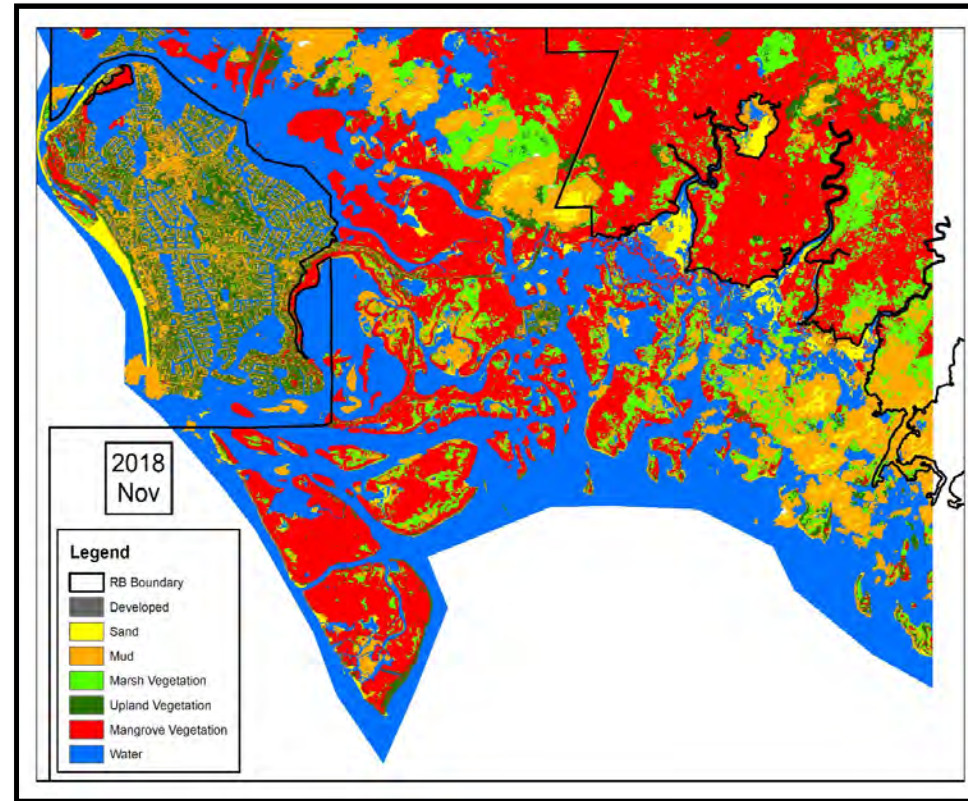 2018
Nov
Legend
RB Boundary
Developed
Sand
Mud
Marsh Vegetation
Upland Vegetation
Mangrove Vegetation
Water